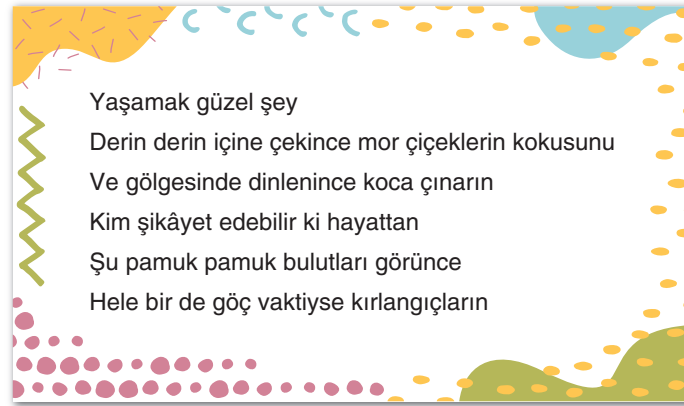 Yaşamak güzel şey
Derin derin içine çekince mor çiçeklerin kokusunu
Ve gölgesinde dinlenince koca çınarın
Kim şikâyet edebilir ki hayattan
Şu pamuk pamuk bulutları görünce
Hele bir de göç vaktiyse kırlangıçların